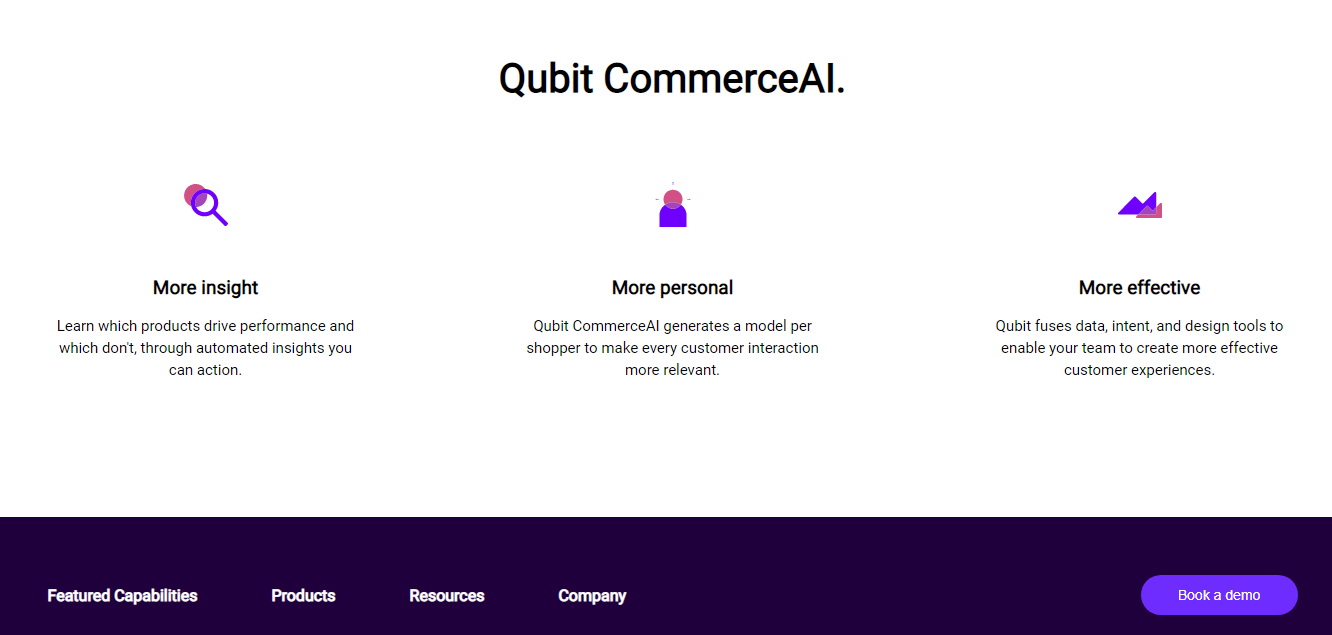 Qubit CommerceAI.
More insight
Learn which products drive performance and
which don't, through automated insights you
can action.
More personal
Qubit CommerceAI generates a model per
shopper to make every customer interaction
more relevant.
More effective
Qubit fuses data, intent, and design tools to
enable your team to create more effective
customer experiences.
Featured Capabilities
Products
Resources
Company
Book a demo